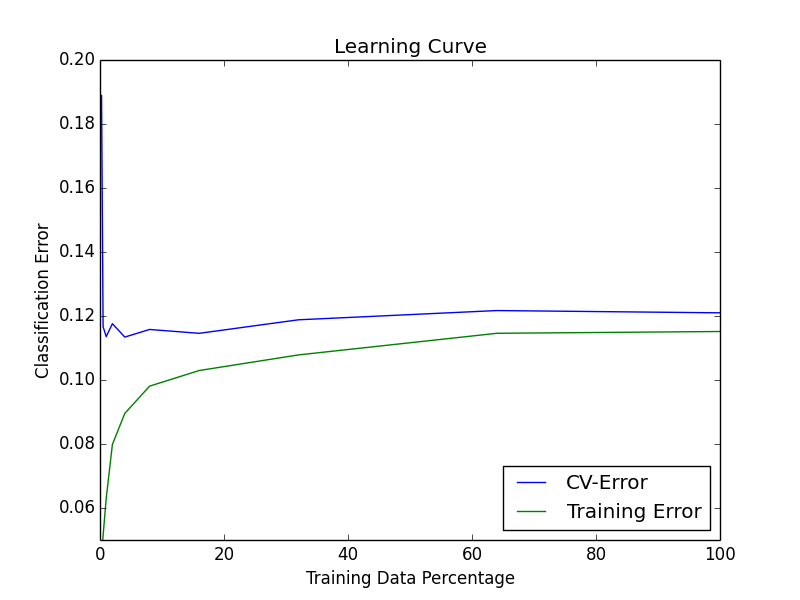 Learning Curve
0.20
0.18
0.16
0.14
0.12
0.10
0.08
0.06
Classification Error
CV-Error
Training Error
0 20 40 60 80 100
Training Data Percentage